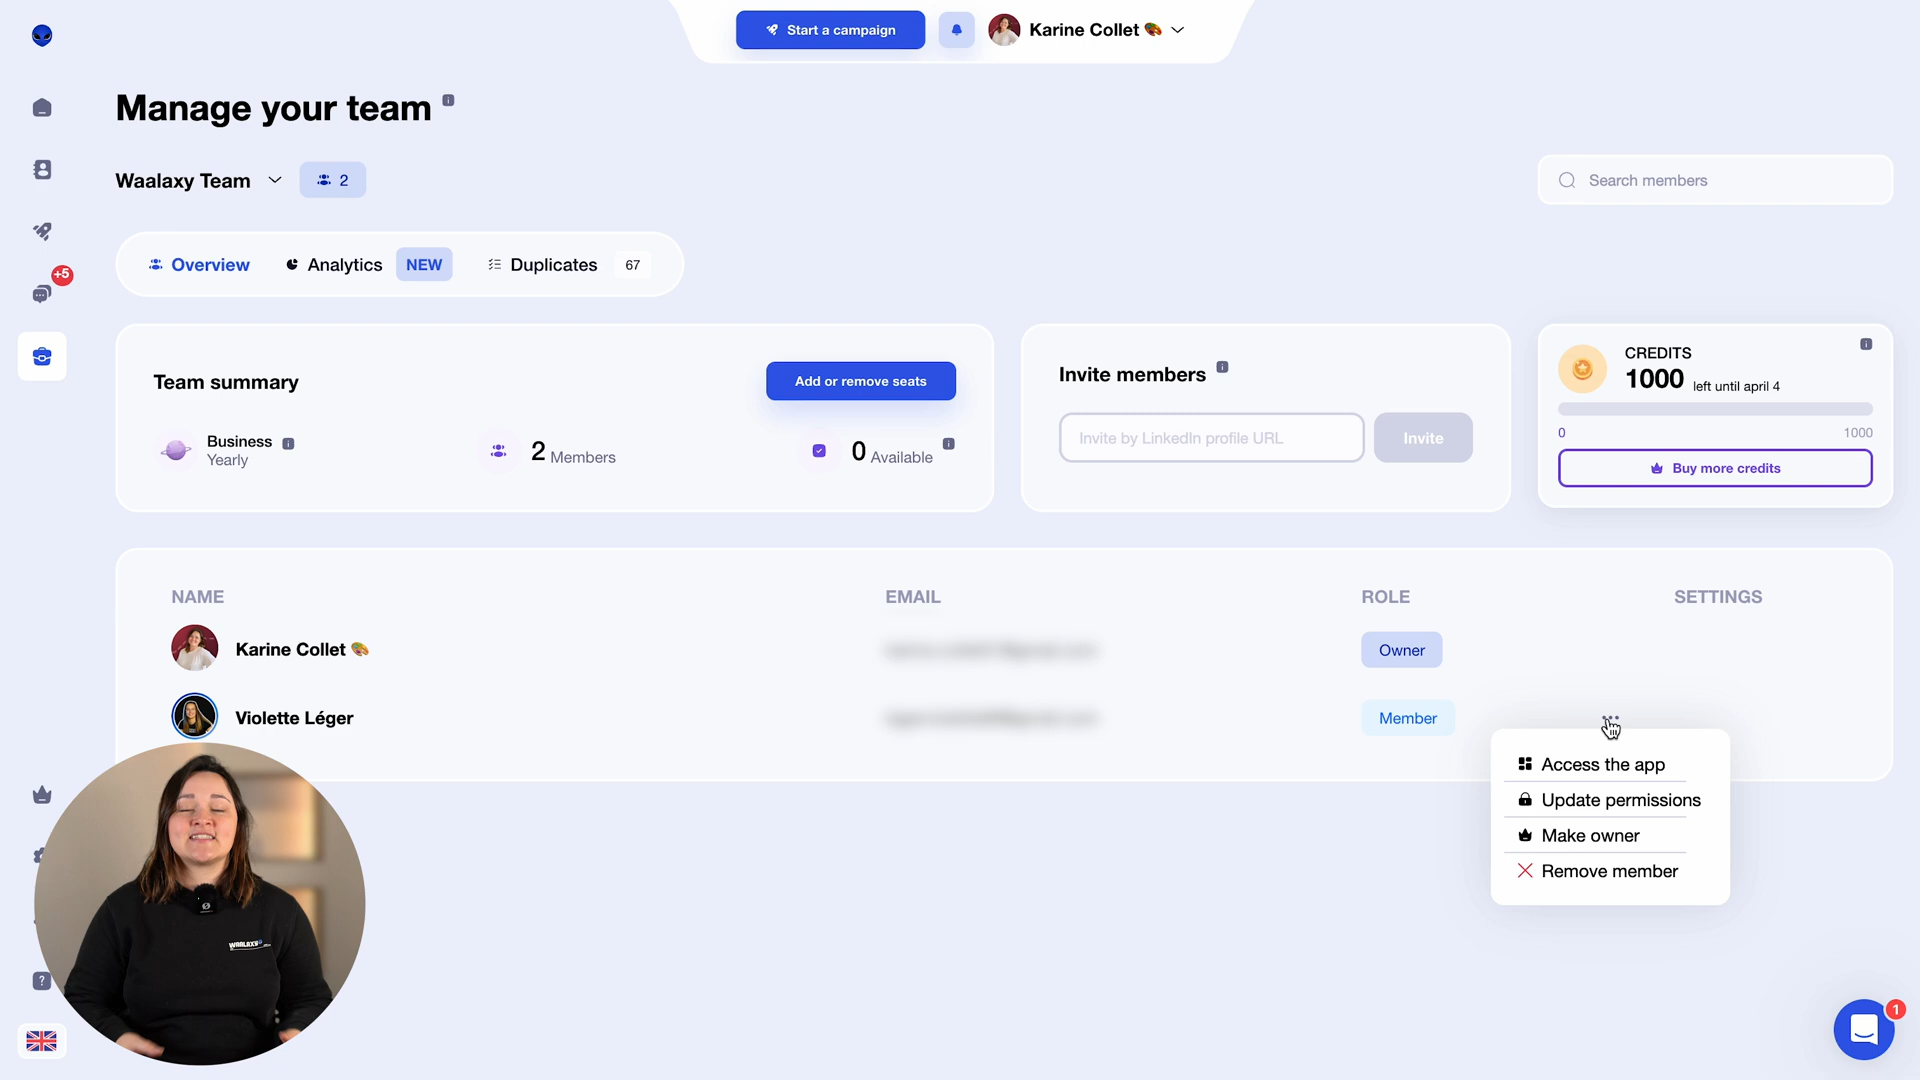 Start a campaign
Karine Collet
Manage your team
Waalaxy Team
2
Search members
+5
Overview
Analytics
NEW
Duplicates
67
Team summary
Add or remove seats
Business
Yearly
2 Members
0 Available
Invite members
Invite by LinkedIn profile URL
Invite
CREDITS
1000 left until april 4
0
1000
Buy more credits
NAME
EMAIL
ROLE
SETTINGS
Karine Collet
Owner
Violette Léger
Member
Access the app
Update permissions
Make owner
Remove member
WAALAXY
?
1